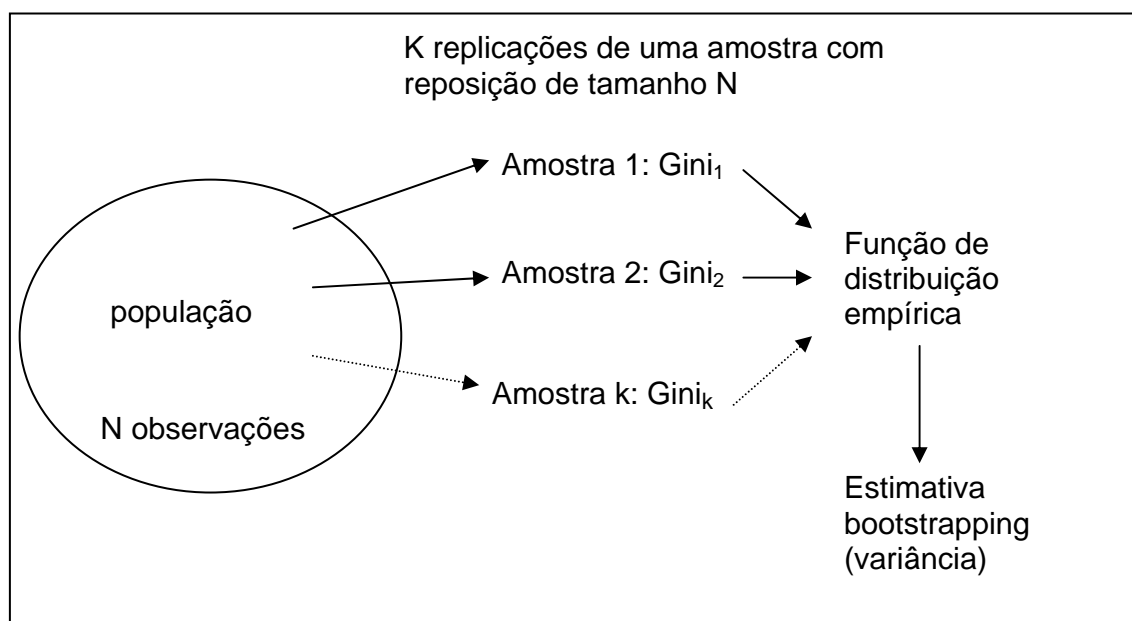 K replicações de uma amostra com
reposição de tamanho N
Amostra 1: Gini₁
Amostra 2: Gini₂
Amostra k: Giniₖ
população
N observações
Função de
distribuição
empírica
Estimativa
bootstrapping
(variância)